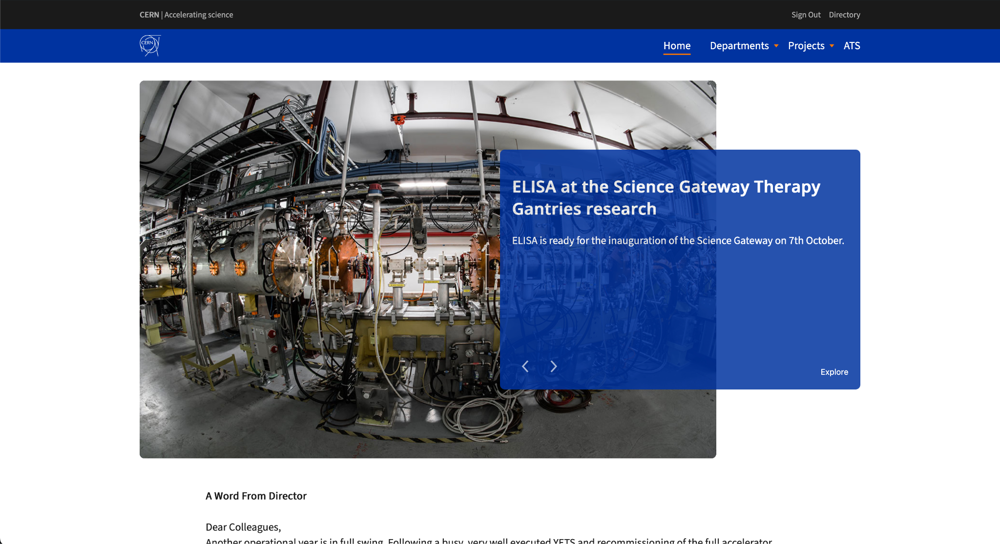 CERN | Accelerating science
Sign Out Directory
CERN
Home Departments Projects ATS
ELISA at the Science Gateway Therapy
Gantries research
ELISA is ready for the inauguration of the Science Gateway on 7th October.
Explore
A Word From Director
Dear Colleagues,
Another operational year is in full swing. Following a busy, very well executed YETS and recommissioning of the full accelerator